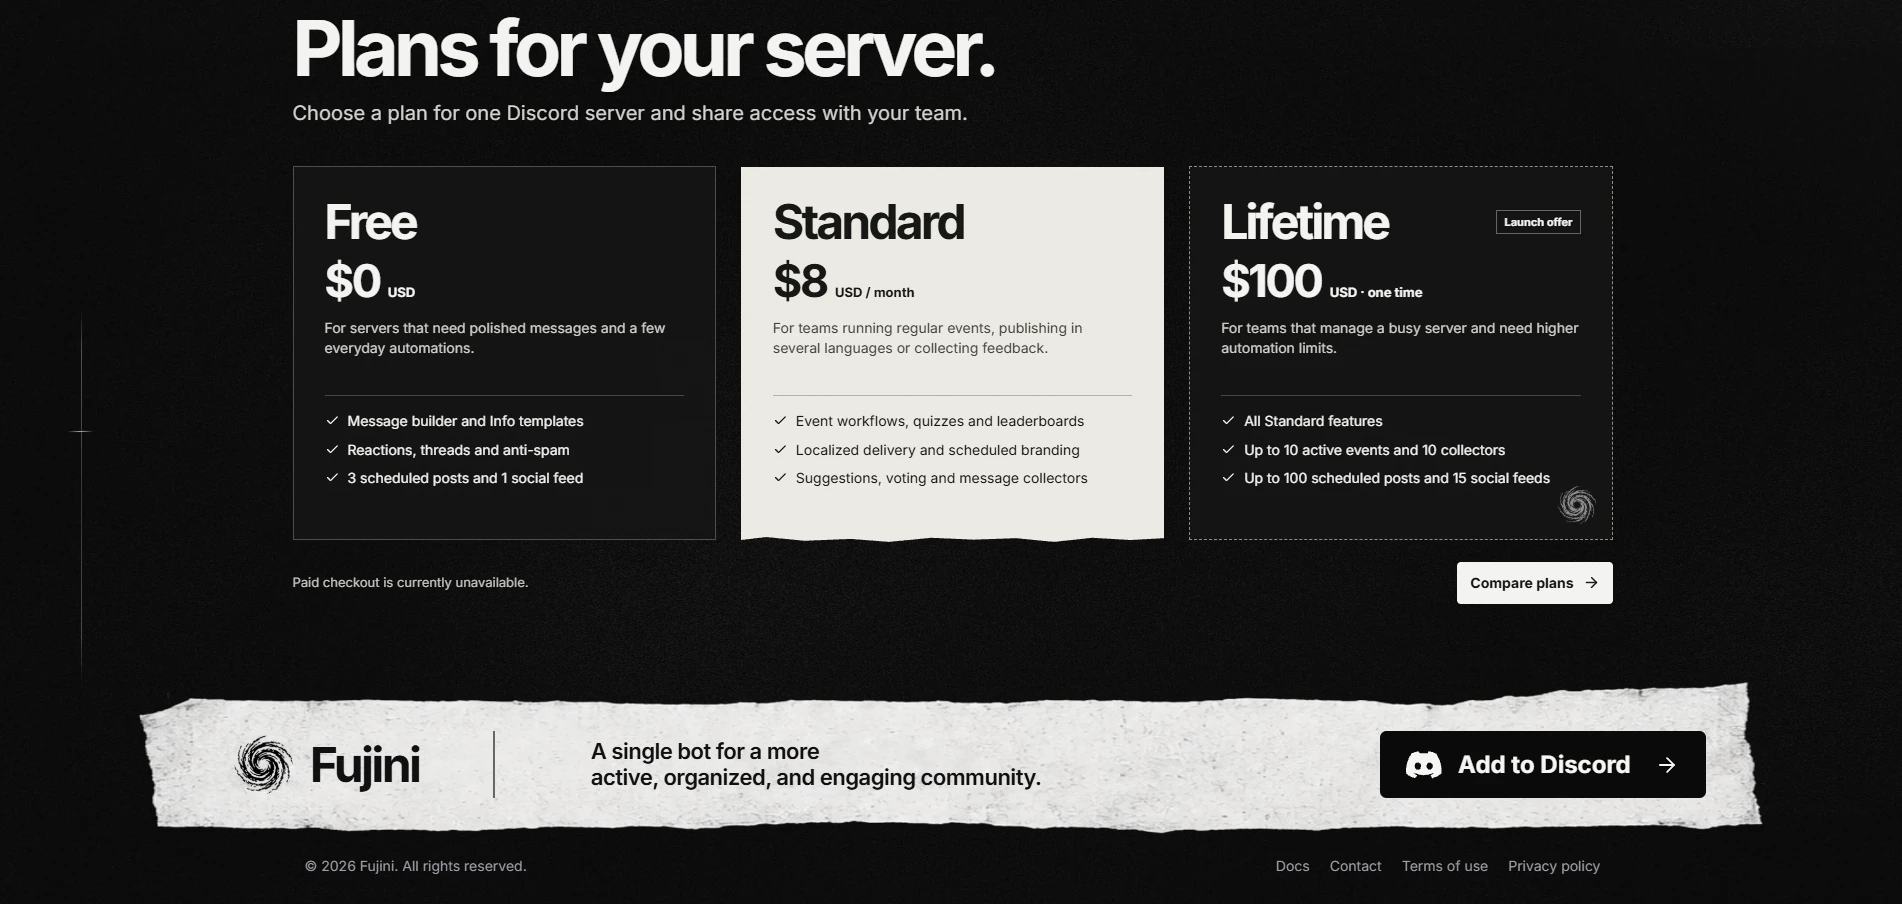 Plans for your server.
Choose a plan for one Discord server and share access with your team.
Free
$0 USD
For servers that need polished messages and a few
everyday automations.
Message builder and Info templates
Reactions, threads and anti-spam
3 scheduled posts and 1 social feed
Standard
$8 USD / month
For teams running regular events, publishing in
several languages or collecting feedback.
Event workflows, quizzes and leaderboards
Localized delivery and scheduled branding
Suggestions, voting and message collectors
Lifetime
Launch offer
$100 USD · one time
For teams that manage a busy server and need higher
automation limits.
All Standard features
Up to 10 active events and 10 collectors
Up to 100 scheduled posts and 15 social feeds
Paid checkout is currently unavailable.
Compare plans
Fujini
A single bot for a more
active, organized, and engaging community.
Add to Discord
© 2026 Fujini. All rights reserved.
Docs Contact Terms of use Privacy policy